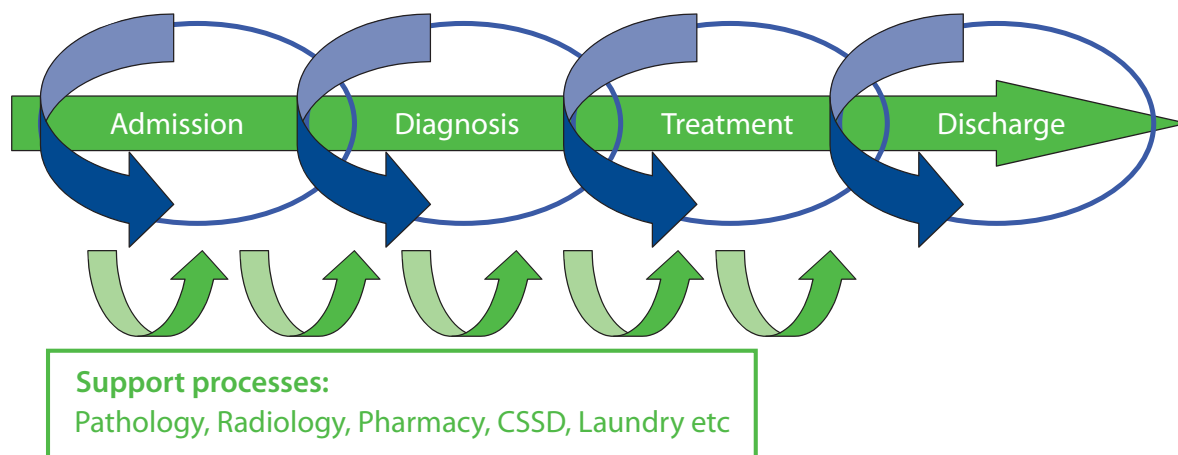 Admission
Diagnosis
Treatment
Discharge
Support processes:
Pathology, Radiology, Pharmacy, CSSD, Laundry etc